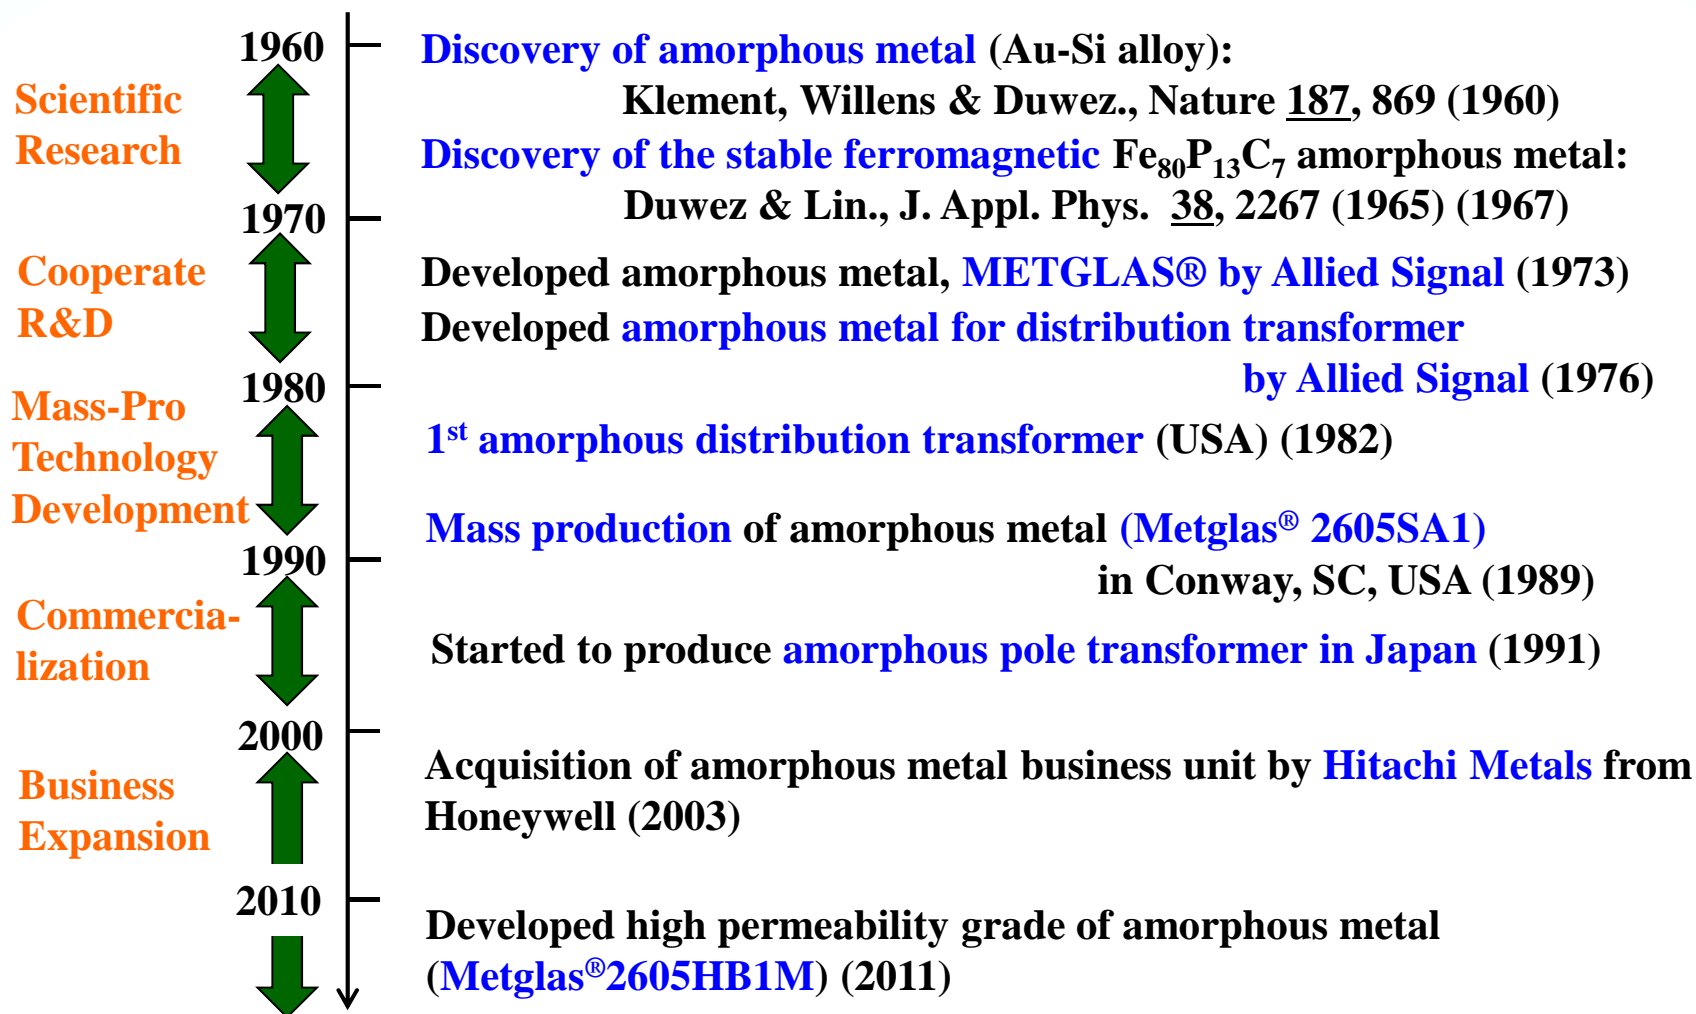 1960
Discovery of amorphous metal (Au-Si alloy):
Klement, Willens & Duwez., Nature 187, 869 (1960)
Scientific
Research
Discovery of the stable ferromagnetic Fe₈₀P₁₃C₇ amorphous metal:
Duwez & Lin., J. Appl. Phys. 38, 2267 (1965) (1967)
1970
Cooperate
R&D
Developed amorphous metal, METGLAS® by Allied Signal (1973)
Developed amorphous metal for distribution transformer
by Allied Signal (1976)
1980
Mass-Pro
Technology
Development
1st amorphous distribution transformer (USA) (1982)
Mass production of amorphous metal (Metglas® 2605SA1)
in Conway, SC, USA (1989)
1990
Commercia-
lization
Started to produce amorphous pole transformer in Japan (1991)
2000
Business
Expansion
Acquisition of amorphous metal business unit by Hitachi Metals from
Honeywell (2003)
2010
Developed high permeability grade of amorphous metal
(Metglas®2605HB1M) (2011)